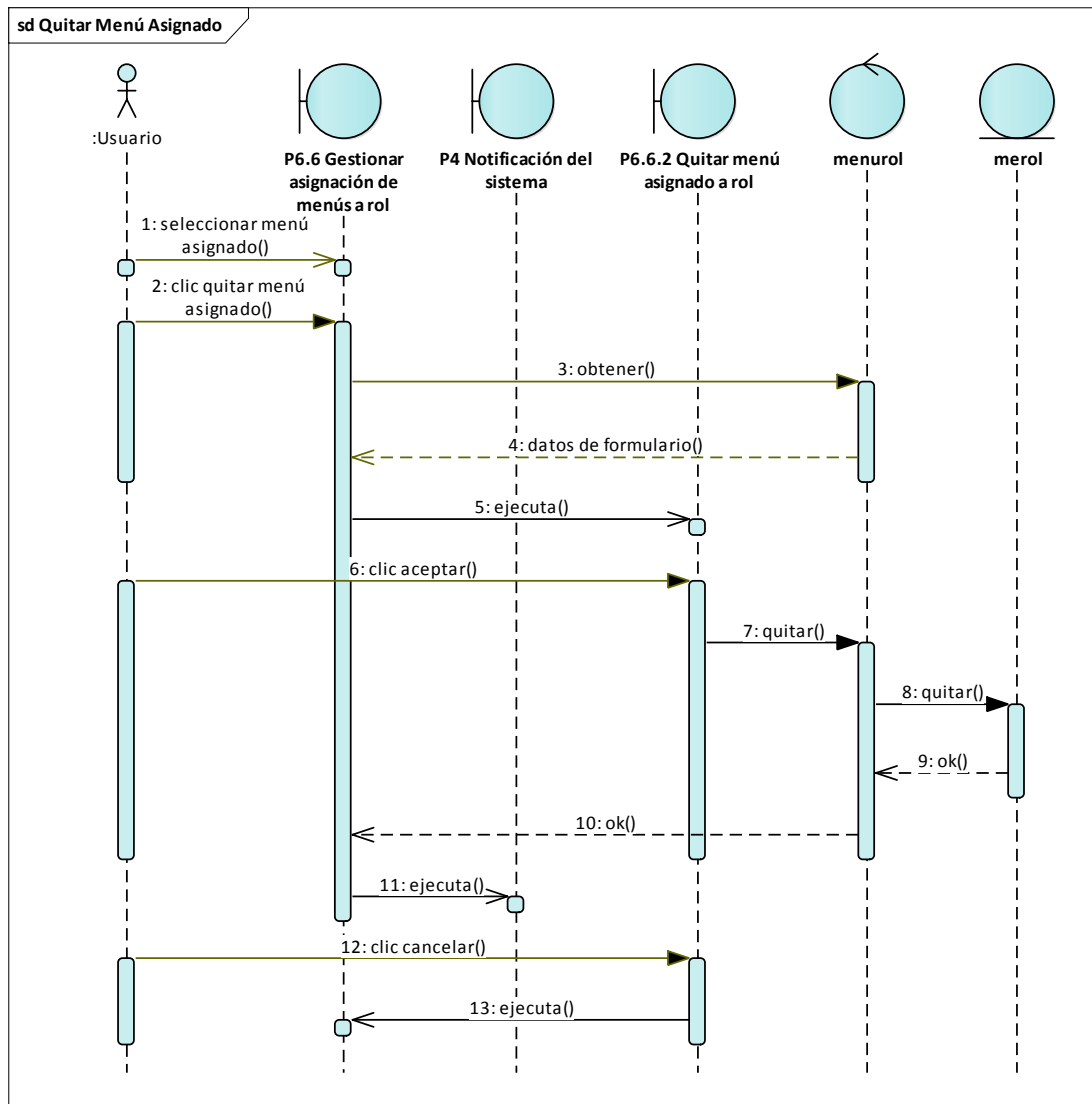 sd Quitar Menú Asignado
:Usuario
P6.6 Gestionar
asignación de
menús a rol
P4 Notificación del
sistema
P6.6.2 Quitar menú
asignado a rol
menurol
merol
1: seleccionar menú
asignado()
2: clic quitar menú
asignado()
3: obtener()
4: datos de formulario()
5: ejecuta()
6: clic aceptar()
7: quitar()
8: quitar()
9: ok()
10: ok()
11: ejecuta()
12: clic cancelar()
13: ejecuta()